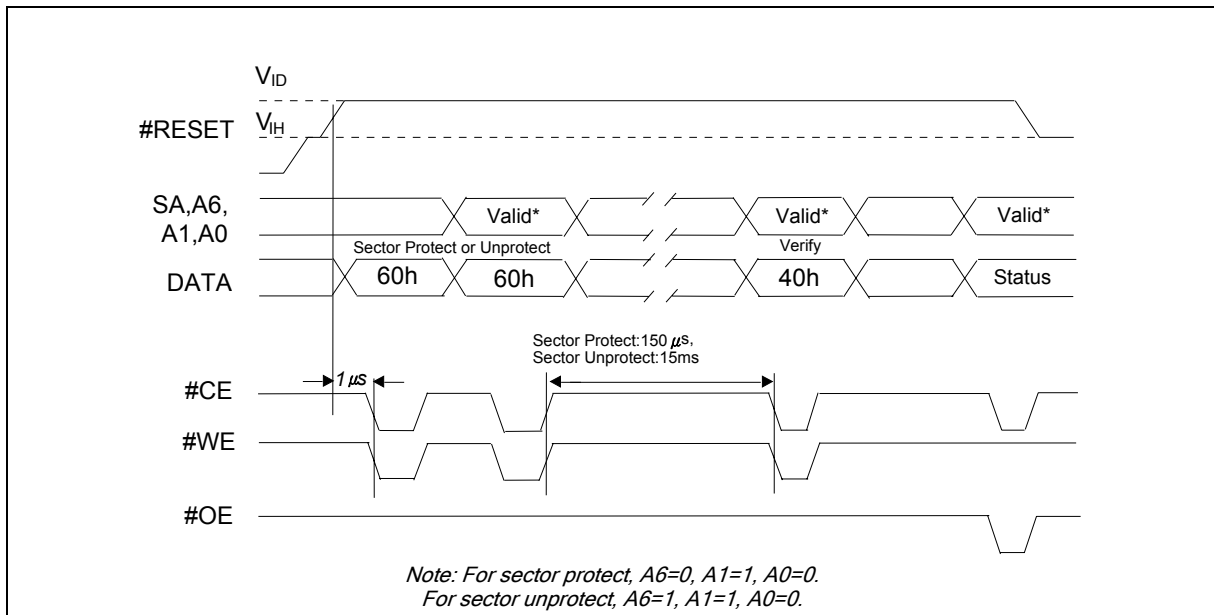 VID
#RESET
VIH
SA,A6,
A1,A0
Valid*
Valid*
Valid*
Sector Protect or Unprotect
Verify
DATA
60h
60h
40h
Status
Sector Protect:150 μs,
Sector Unprotect:15ms
1 μs
#CE
#WE
#OE
Note: For sector protect, A6=0, A1=1, A0=0.
For sector unprotect, A6=1, A1=1, A0=0.